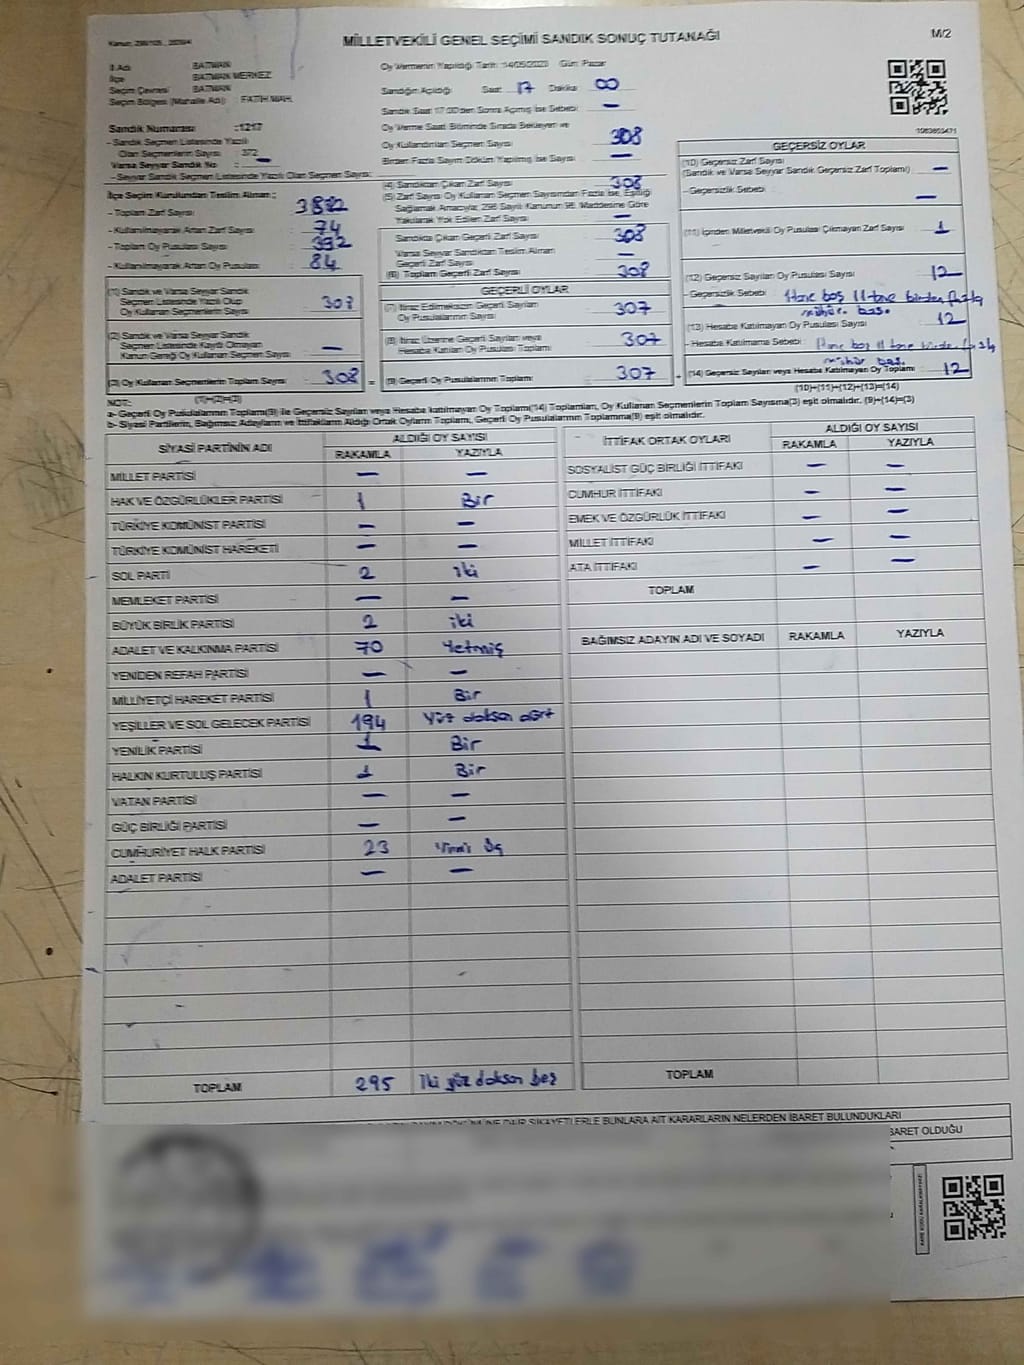 MİLLETVEKİLİ GENEL SEÇİMİ SANDIK SONUÇ TUTANAĞI
M/2
İl Adı : BATMAN
İlçe : BATMAN MERKEZ
Seçim Çevresi : BATMAN
Seçim Bölgesi (Mahalle Adı) : FATİH MAH.
Sandık Numarası :1217
- Sandık Seçmen Listesinde Yazılı
Olan Seçmenlerin Sayısı : 372
Varsa Seyyar Sandık No : –
- Seyyar Sandık Seçmen Listesinde Yazılı Olan Seçmen Sayısı:
Oy Vermenin Yapıldığı Tarih :14/05/2023 Gün: Pazar
Sandığın Açıldığı Saat : 17 Dakika : 00
Sandık Saat 17:00'den Sonra Açılmış İse Sebebi : –
Oy Verme Saati Bitiminde Sırada Bekleyen ve
Oy Kullandırılan Seçmen Sayısı : 308
Birden Fazla Sayım Döküm Yapılmış İse Sayısı : –
İlçe Seçim Kurulundan Teslim Alınan ;
- Toplam Zarf Sayısı :
- Kullanılmayarak Artan Zarf Sayısı : 74
- Toplam Oy Pusulası Sayısı : 392
- Kullanılmayarak Artan Oy Pusulası : 84
(1) Sandık ve Varsa Seyyar Sandık
Seçmen Listesinde Yazılı Olup
Oy Kullanan Seçmenlerin Sayısı : 308
(2) Sandık ve Varsa Seyyar Sandık
Seçmen Listesinde Kayıtlı Olmayan
Kanun Gereği Oy Kullanan Seçmen Sayısı : –
(3) Oy Kullanan Seçmenlerin Toplam Sayısı : 308
(1)+(2)=(3)
(4) Sandıktan Çıkan Zarf Sayısı : 308
(5) Zarf Sayısı Oy Kullanan Seçmen Sayısından Fazla İse, Eşitliği
Sağlamak Amacıyla; 298 Sayılı Kanunun 98. Maddesine Göre
Yakılarak Yok Edilen Zarf Sayısı : –
Sandıkta Çıkan Geçerli Zarf Sayısı : 308
Varsa Seyyar Sandıktan Teslim Alınan
Geçerli Zarf Sayısı : –
(6) Toplam Geçerli Zarf Sayısı : 308
GEÇERLİ OYLAR
(7) İtiraz Edilmeksizin Geçerli Sayılan
Oy Pusulalarının Sayısı : 307
(8) İtiraz Üzerine Geçerli Sayılan veya
Hesaba Katılan Oy Pusulası Toplamı : 307
= (9) Geçerli Oy Pusulalarının Toplamı : 307
1083653471
GEÇERSİZ OYLAR
(10) Geçersiz Zarf Sayısı
(Sandık ve Varsa Seyyar Sandık Geçersiz Zarf Toplamı) : –
- Geçersizlik Sebebi : –
(11) İçinden Milletvekili Oy Pusulası Çıkmayan Zarf Sayısı : 1
(12) Geçersiz Sayılan Oy Pusulası Sayısı : 12
- Geçersizlik Sebebi : 1 tane boş 11 tane birden fazla
mühür bas.
(13) Hesaba Katılmayan Oy Pusulası Sayısı : 12
- Hesaba Katılmama Sebebi : 1 tane boş 11 tane birden fazla
mühür bas.
+ (14) Geçersiz Sayılan veya Hesaba Katılmayan Oy Toplamı : 12
(10)+(11)+(12)+(13)=(14)
NOT:
a- Geçerli Oy Pusulalarının Toplam(9) ile Geçersiz Sayılan veya Hesaba katılmayan Oy Toplam(14) Toplamları, Oy Kullanan Seçmenlerin Toplam Sayısına(3) eşit olmalıdır. (9)+(14)=(3)
b- Siyasi Partilerin, Bağımsız Adayların ve İttifakların Aldığı Ortak Oyların Toplamı, Geçerli Oy Pusulalarının Toplamına(9) eşit olmalıdır.
SİYASİ PARTİNİN ADI ALDIĞI OY SAYISI
RAKAMLA YAZIYLA
MİLLET PARTİSİ – –
HAK VE ÖZGÜRLÜKLER PARTİSİ 1 Bir
TÜRKİYE KOMÜNİST PARTİSİ – –
TÜRKİYE KOMÜNİST HAREKETİ – –
SOL PARTİ 2 iki
MEMLEKET PARTİSİ – –
BÜYÜK BİRLİK PARTİSİ 2 iki
ADALET VE KALKINMA PARTİSİ 70 Yetmiş
YENİDEN REFAH PARTİSİ – –
MİLLİYETÇİ HAREKET PARTİSİ 1 Bir
YEŞİLLER VE SOL GELECEK PARTİSİ 194 Yüz doksan dört
YENİLİK PARTİSİ 1 Bir
HALKIN KURTULUŞ PARTİSİ 1 Bir
VATAN PARTİSİ – –
GÜÇ BİRLİĞİ PARTİSİ – –
CUMHURİYET HALK PARTİSİ 23 Yirmi Üç
ADALET PARTİSİ – –
TOPLAM 295 İki yüz doksan beş
İTTİFAK ORTAK OYLARI ALDIĞI OY SAYISI
RAKAMLA YAZIYLA
SOSYALİST GÜÇ BİRLİĞİ İTTİFAKI – –
CUMHUR İTTİFAKI – –
EMEK VE ÖZGÜRLÜK İTTİFAKI – –
MİLLET İTTİFAKI – –
ATA İTTİFAKI – –
TOPLAM
BAĞIMSIZ ADAYIN ADI VE SOYADI RAKAMLA YAZIYLA
TOPLAM
DAİR ŞİKAYETLERLE BUNLARA AİT KARARLARIN NELERDEN İBARET BULUNDUKLARI
İBARET OLDUĞU